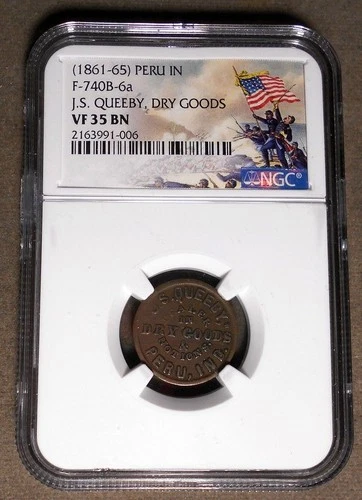 (1861-65) PERU IN
F-740B-6a
J.S. QUEEBY, DRY GOODS
VF 35 BN
2163991-006
NGC®
S. QUEEBY
DRY GOODS
NOTIONS
PERU, IND.